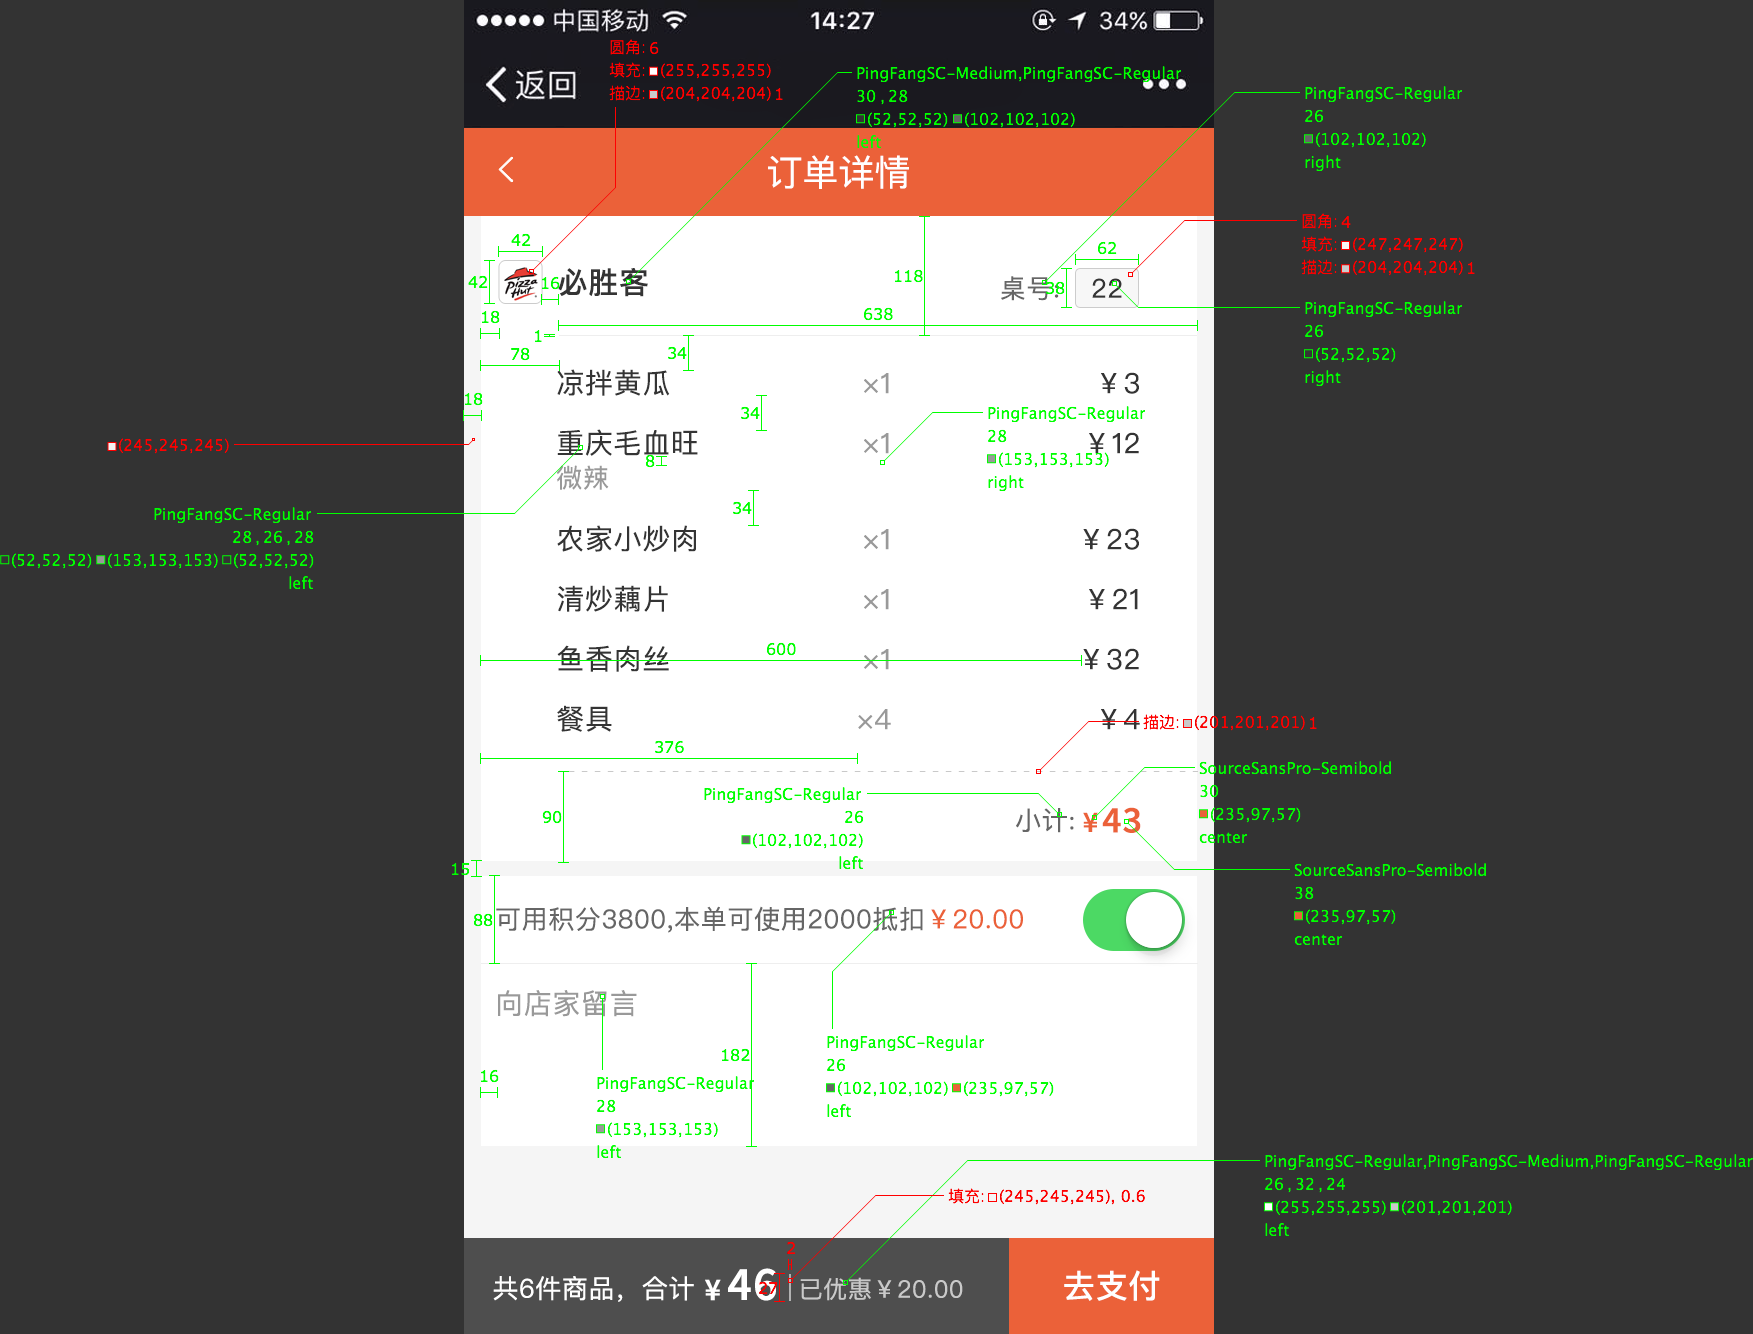 中国移动 14:27 34%
圆角: 6
填充: (255,255,255)
描边: (204,204,204) 1
返回
PingFangSC-Medium,PingFangSC-Regular
30 , 28
(52,52,52) (102,102,102)
left
PingFangSC-Regular
26
(102,102,102)
right
订单详情
圆角: 4
填充: (247,247,247)
描边: (204,204,204) 1
42
62
42
Pizza Hut
16
必胜客
118
桌号:
38
22
PingFangSC-Regular
26
(52,52,52)
right
18
638
1
78
34
凉拌黄瓜 ×1 ¥ 3
18
34
PingFangSC-Regular
28
(153,153,153)
right
(245,245,245)
重庆毛血旺 ×1 ¥ 12
8
微辣
34
PingFangSC-Regular
28 , 26 , 28
(52,52,52) (153,153,153) (52,52,52)
left
农家小炒肉 ×1 ¥ 23
清炒藕片 ×1 ¥ 21
600
鱼香肉丝 ×1 ¥ 32
餐具 ×4 ¥ 4
描边: (201,201,201) 1
376
SourceSansPro-Semibold
30
(235,97,57)
center
PingFangSC-Regular
26
(102,102,102)
left
90
小计: ¥43
15
SourceSansPro-Semibold
38
(235,97,57)
center
88
可用积分3800,本单可使用2000抵扣 ¥ 20.00
向店家留言
182
16
PingFangSC-Regular
28
(153,153,153)
left
PingFangSC-Regular
26
(102,102,102) (235,97,57)
left
PingFangSC-Regular,PingFangSC-Medium,PingFangSC-Regular
26 , 32 , 24
(255,255,255) (201,201,201)
left
填充: (245,245,245), 0.6
2
27
共6件商品，合计 ¥46 已优惠 ¥ 20.00
去支付